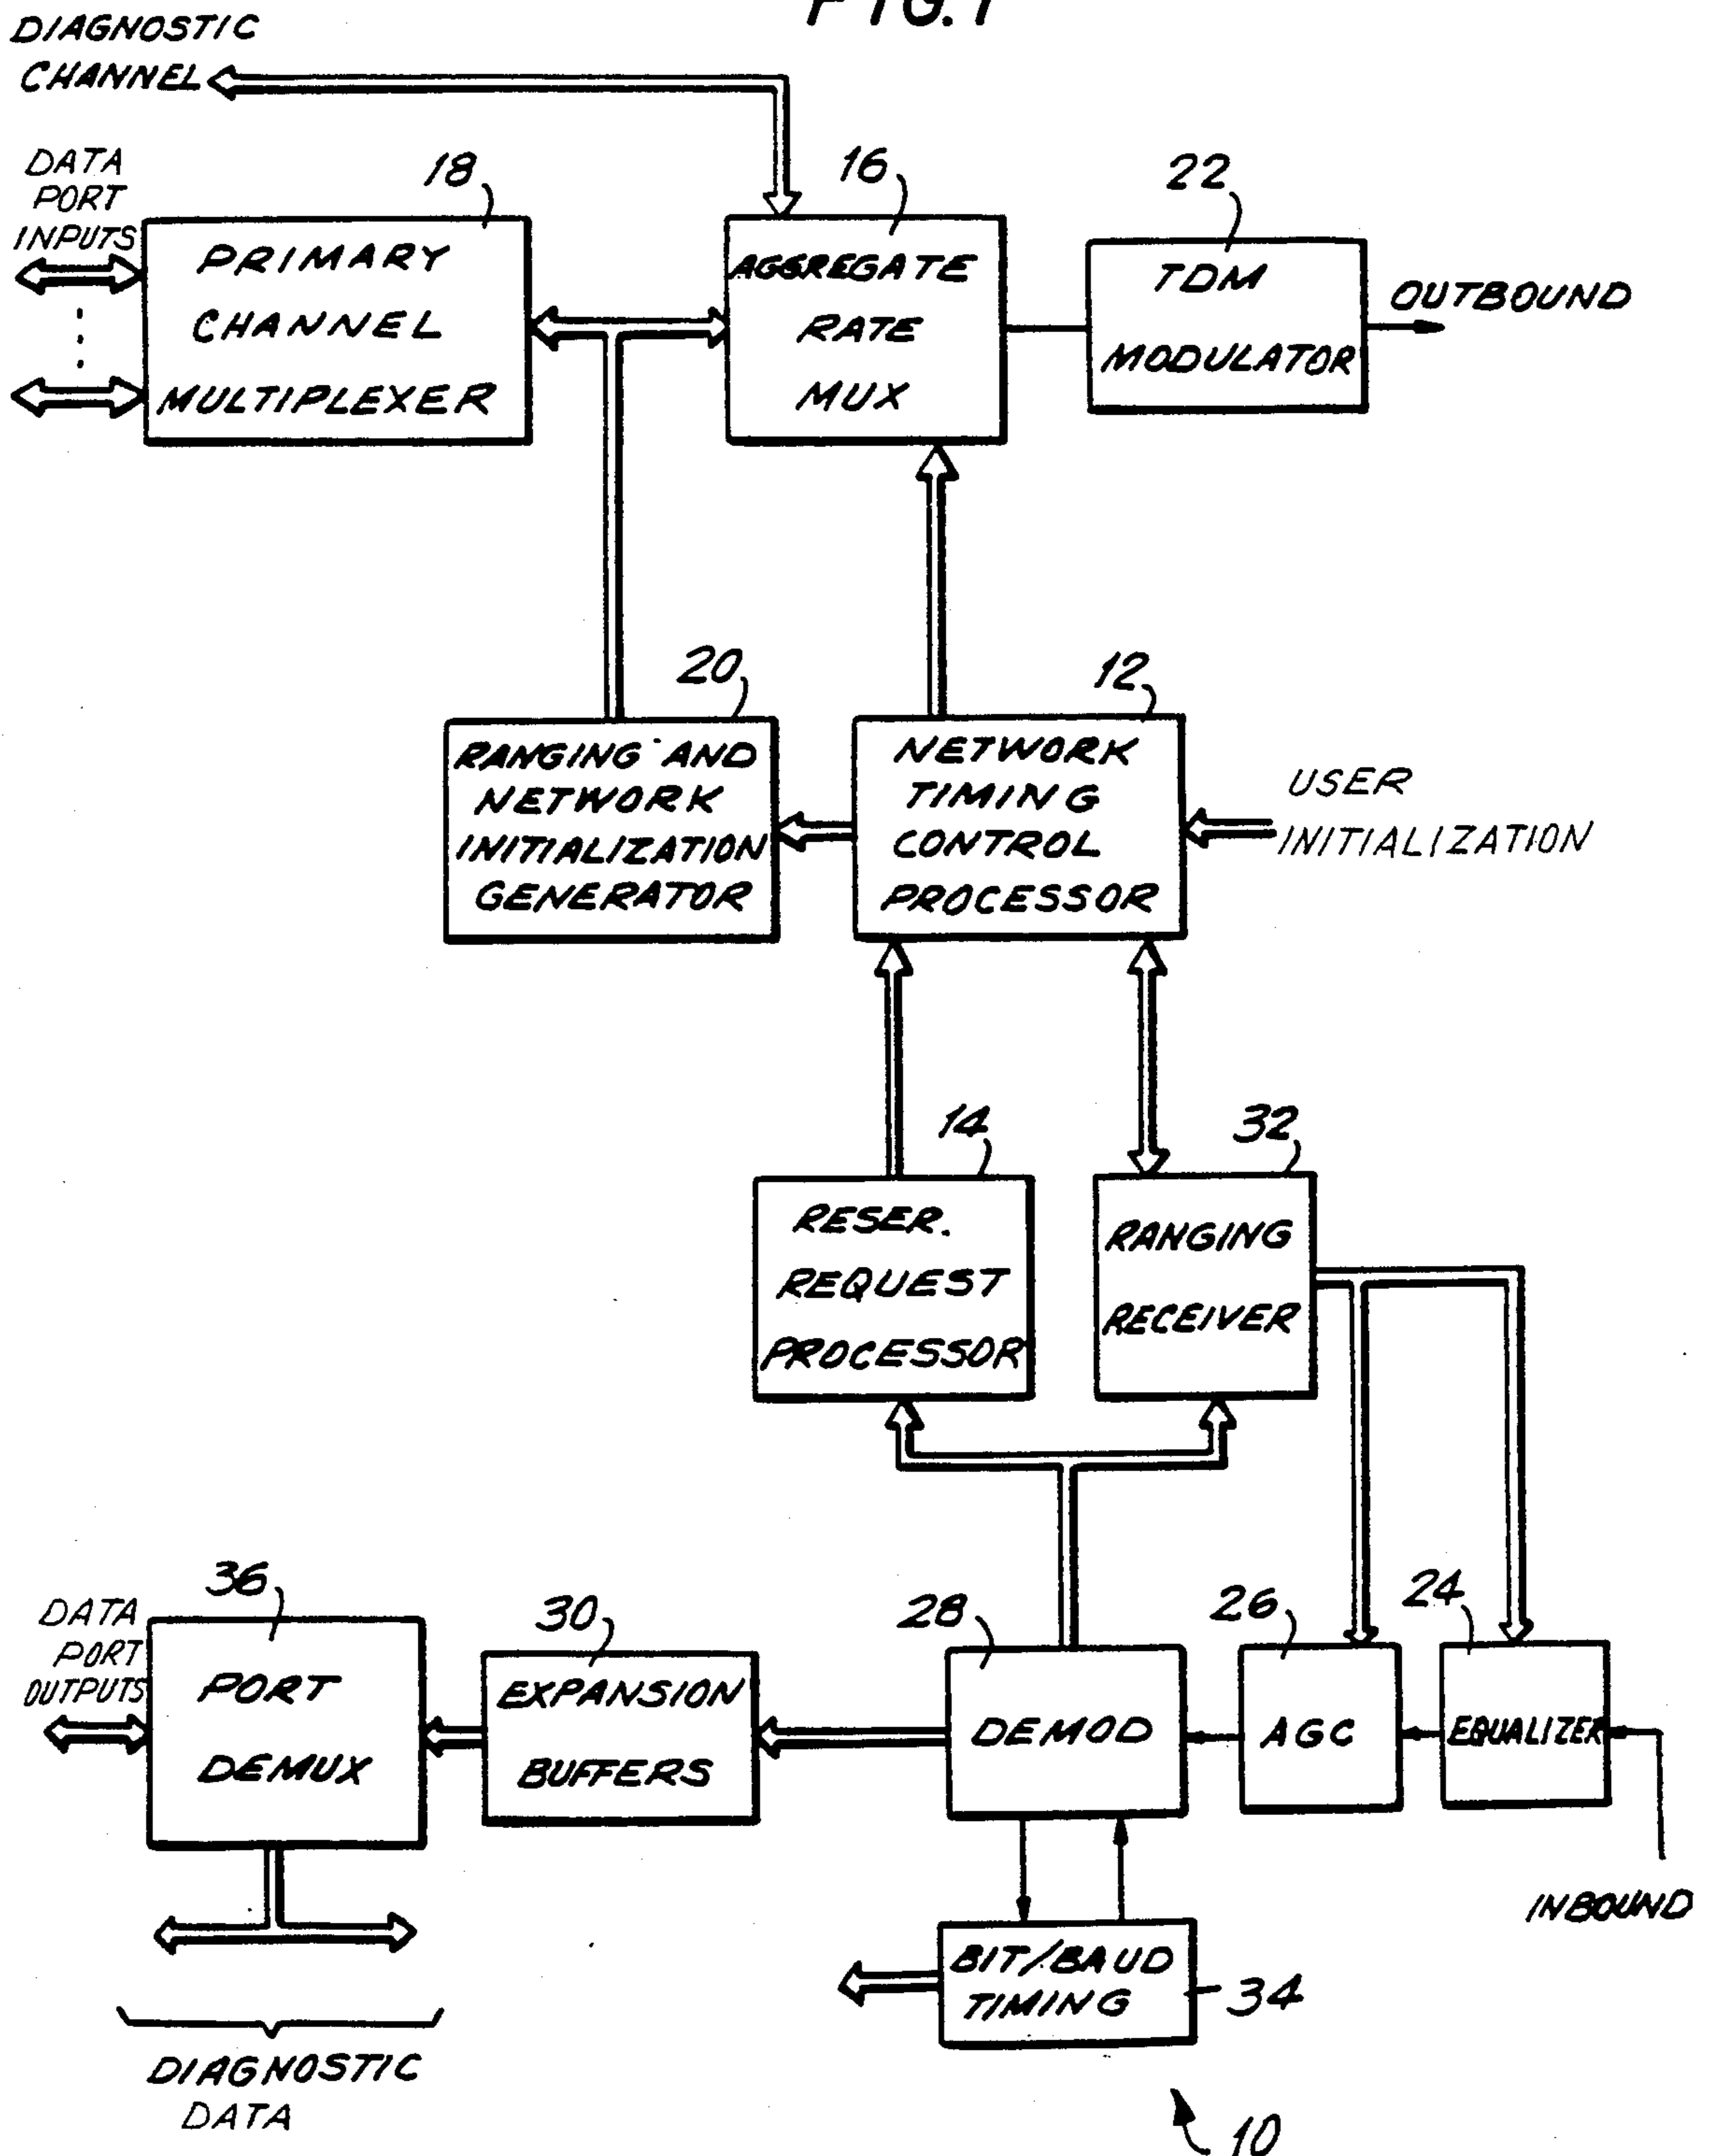 FIG. 1
DIAGNOSTIC
CHANNEL
DATA
PORT
INPUTS
18
PRIMARY
CHANNEL
MULTIPLEXER
16
AGGREGATE
RATE
MUX
22
TDM
MODULATOR
OUTBOUND
20
RANGING AND
NETWORK
INITIALIZATION
GENERATOR
12
NETWORK
TIMING
CONTROL
PROCESSOR
USER
INITIALIZATION
14
RESER.
REQUEST
PROCESSOR
32
RANGING
RECEIVER
DATA
PORT
OUTPUTS
36
PORT
DEMUX
30
EXPANSION
BUFFERS
28
DEMOD
26
AGC
24
EQUALIZER
INBOUND
BIT/BAUD
TIMING
34
DIAGNOSTIC
DATA
10